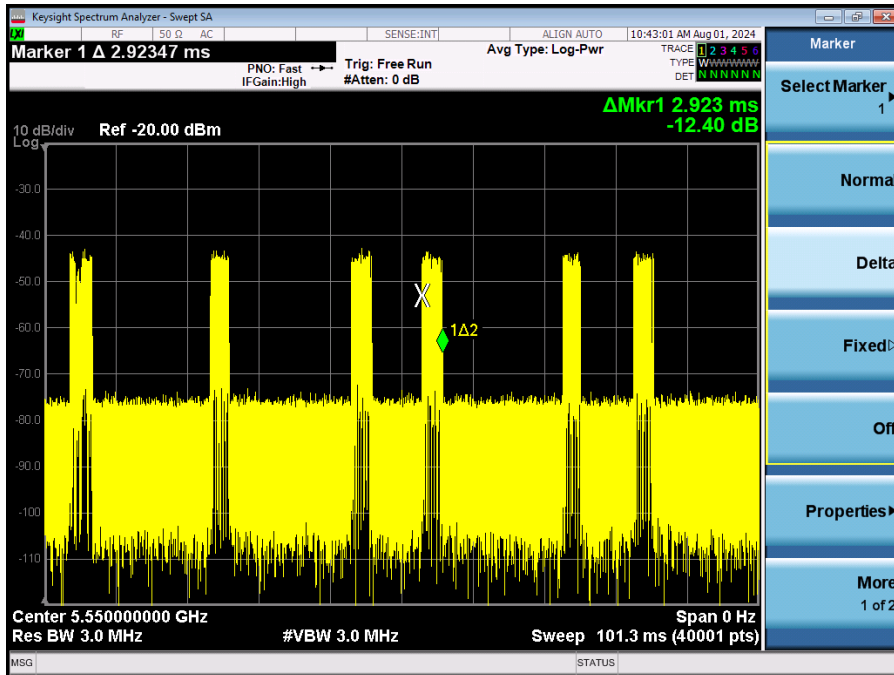 Keysight Spectrum Analyzer - Swept SA
LXI RF 50 Ω AC SENSE:INT ALIGN AUTO 10:43:01 AM Aug 01, 2024
Marker 1 Δ 2.92347 ms
PNO: Fast
IFGain:High
Trig: Free Run
#Atten: 0 dB
Avg Type: Log-Pwr
TRACE 1 2 3 4 5 6
TYPE WWWWWW
DET N N N N N N
ΔMkr1 2.923 ms
-12.40 dB
10 dB/div Ref -20.00 dBm
Log
-30.0
-40.0
-50.0
-60.0
-70.0
-80.0
-90.0
-100
-110
X
1Δ2
Center 5.550000000 GHz Span 0 Hz
Res BW 3.0 MHz #VBW 3.0 MHz Sweep 101.3 ms (40001 pts)
MSG STATUS
Marker
Select Marker
1
Normal
Delta
Fixed
Off
Properties
More
1 of 2